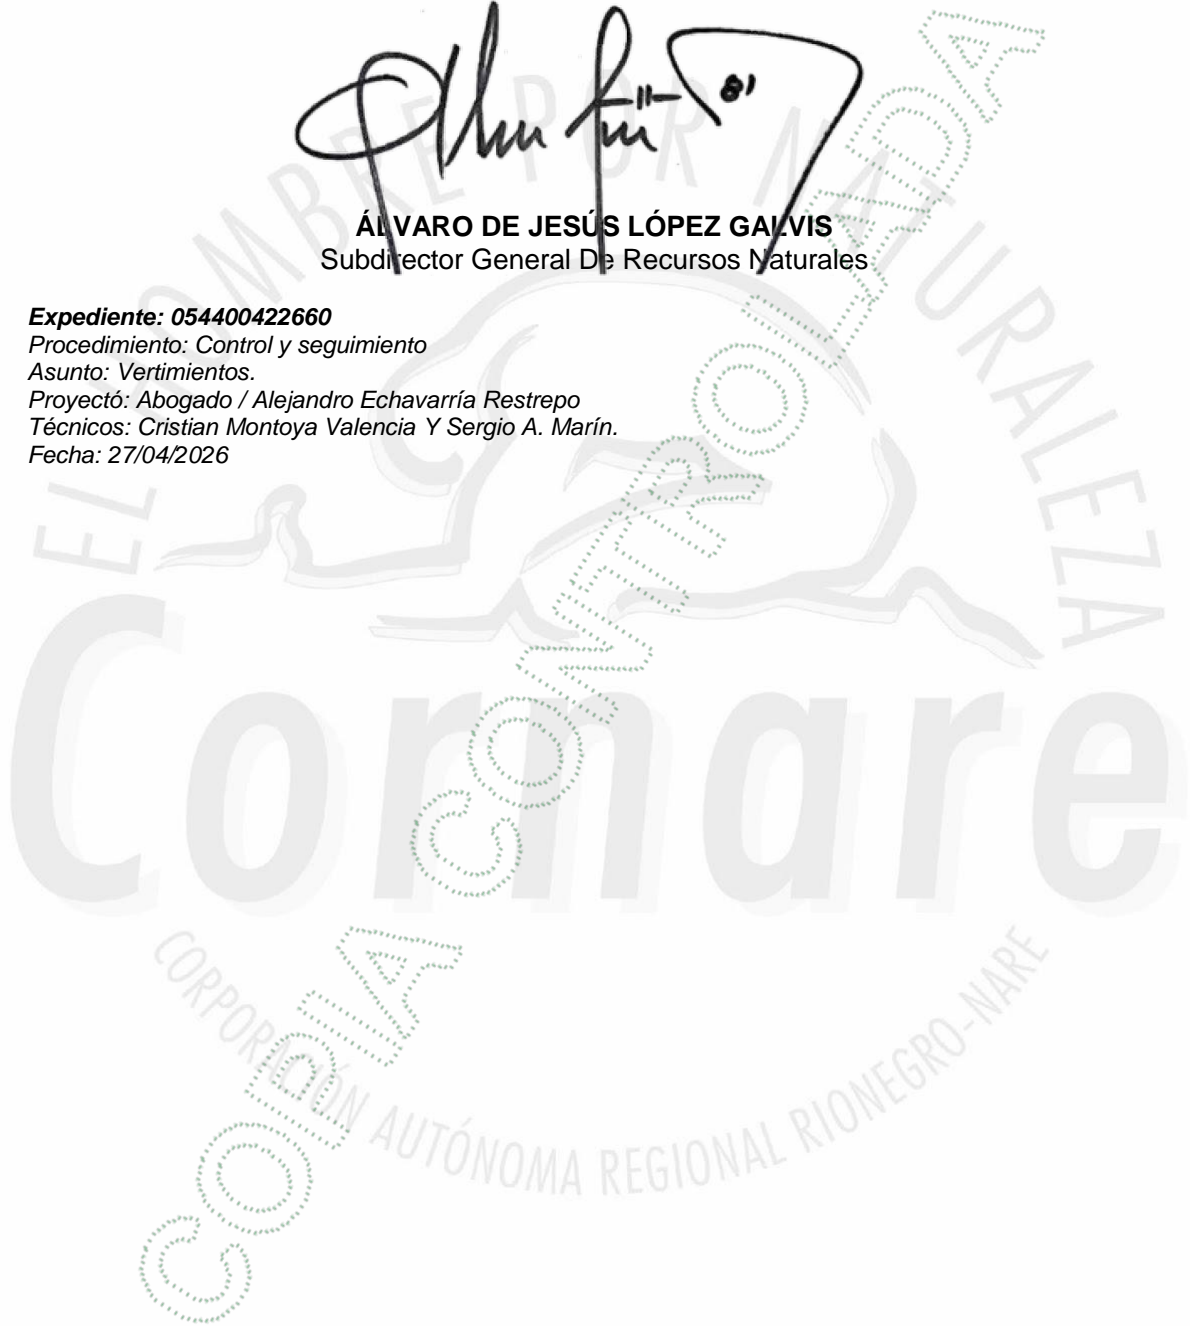 ÁLVARO DE JESÚS LÓPEZ GALVIS
Subdirector General De Recursos Naturales
Expediente: 054400422660
Procedimiento: Control y seguimiento
Asunto: Vertimientos.
Proyectó: Abogado / Alejandro Echavarría Restrepo
Técnicos: Cristian Montoya Valencia Y Sergio A. Marín.
Fecha: 27/04/2026
EL HOMBRE POR NATURALEZA
Cornare
CORPORACIÓN AUTÓNOMA REGIONAL RIONEGRO-NARE
COPIA CONTROLADA